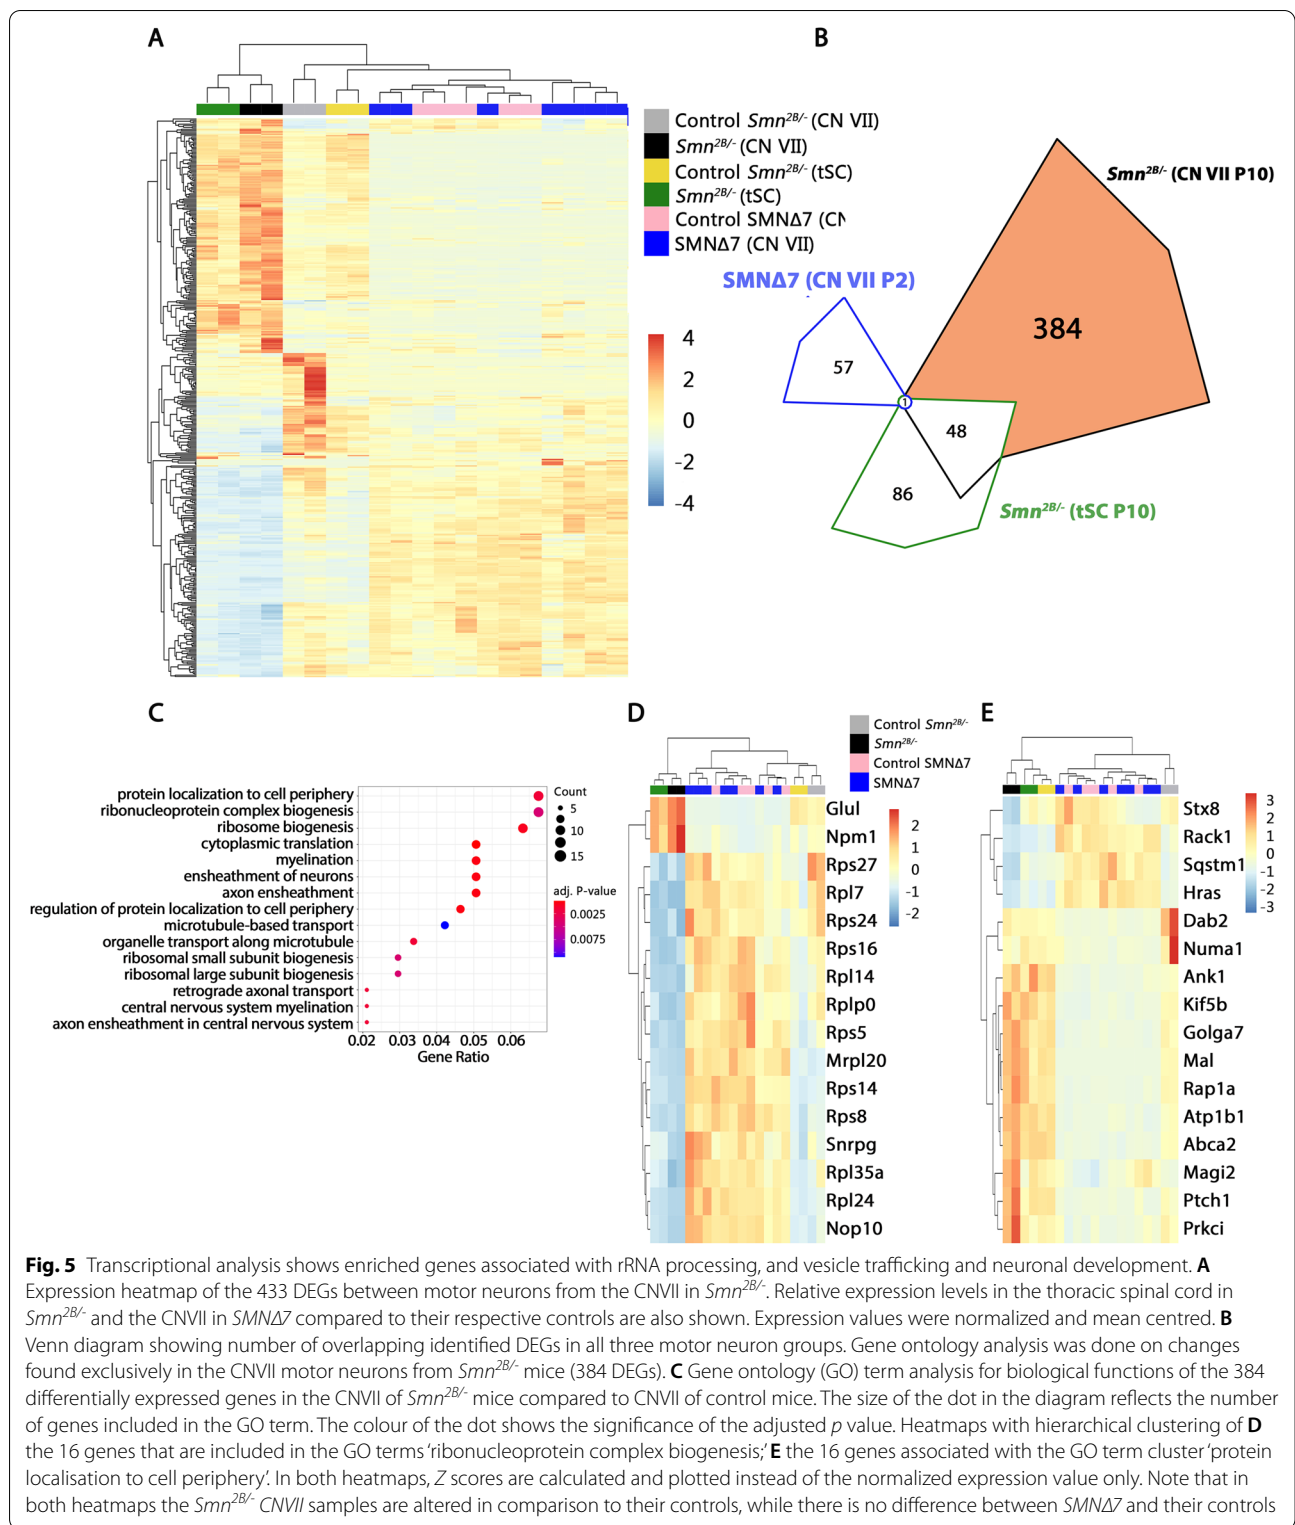 A
B
Control Smn2B/- (CN VII)
Smn2B/- (CN VII)
Control Smn2B/- (tSC)
Smn2B/- (tSC)
Control SMNΔ7 (CN
SMNΔ7 (CN VII)
4
2
0
-2
-4
Smn2B/- (CN VII P10)
SMNΔ7 (CN VII P2)
384
57
1
48
86
Smn2B/- (tSC P10)
C
protein localization to cell periphery
ribonucleoprotein complex biogenesis
ribosome biogenesis
cytoplasmic translation
myelination
ensheathment of neurons
axon ensheathment
regulation of protein localization to cell periphery
microtubule-based transport
organelle transport along microtubule
ribosomal small subunit biogenesis
ribosomal large subunit biogenesis
retrograde axonal transport
central nervous system myelination
axon ensheathment in central nervous system
0.02 0.03 0.04 0.05 0.06
Gene Ratio
Count
5
10
15
adj. P-value
0.0025
0.0075
D
Control Smn2B/-
Smn2B/-
Control SMNΔ7
SMNΔ7
Glul
Npm1
Rps27
Rpl7
Rps24
Rps16
Rpl14
Rplp0
Rps5
Mrpl20
Rps14
Rps8
Snrpg
Rpl35a
Rpl24
Nop10
2
1
0
-1
-2
E
Stx8
Rack1
Sqstm1
Hras
Dab2
Numa1
Ank1
Kif5b
Golga7
Mal
Rap1a
Atp1b1
Abca2
Magi2
Ptch1
Prkci
3
2
1
0
-1
-2
-3
Fig. 5 Transcriptional analysis shows enriched genes associated with rRNA processing, and vesicle trafficking and neuronal development. A
Expression heatmap of the 433 DEGs between motor neurons from the CNVII in Smn2B/-. Relative expression levels in the thoracic spinal cord in
Smn2B/- and the CNVII in SMNΔ7 compared to their respective controls are also shown. Expression values were normalized and mean centred. B
Venn diagram showing number of overlapping identified DEGs in all three motor neuron groups. Gene ontology analysis was done on changes
found exclusively in the CNVII motor neurons from Smn2B/- mice (384 DEGs). C Gene ontology (GO) term analysis for biological functions of the 384
differentially expressed genes in the CNVII of Smn2B/- mice compared to CNVII of control mice. The size of the dot in the diagram reflects the number
of genes included in the GO term. The colour of the dot shows the significance of the adjusted p value. Heatmaps with hierarchical clustering of D
the 16 genes that are included in the GO terms ‘ribonucleoprotein complex biogenesis;’ E the 16 genes associated with the GO term cluster ‘protein
localisation to cell periphery’. In both heatmaps, Z scores are calculated and plotted instead of the normalized expression value only. Note that in
both heatmaps the Smn2B/- CNVII samples are altered in comparison to their controls, while there is no difference between SMNΔ7 and their controls